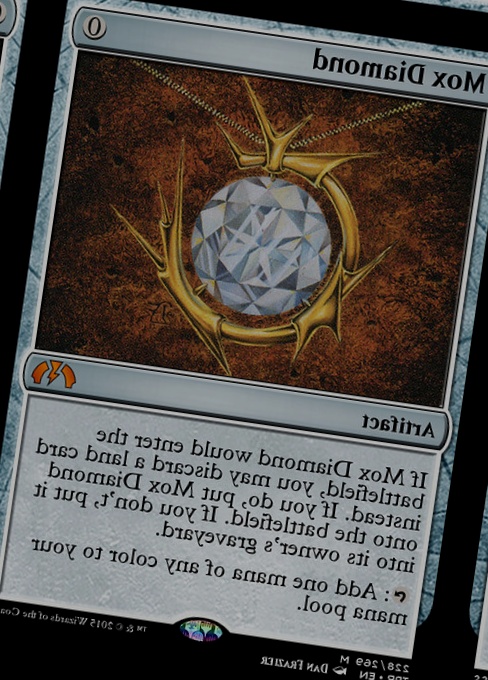 Mox Diamond
0
Artifact
If Mox Diamond would enter the
battlefield, you may discard a land card
instead. If you do, put Mox Diamond
onto the battlefield. If you don't, put it
into its owner's graveyard.
: Add one mana of any color to your
mana pool.
228/269 M
TPR • EN DAN FRAZIER
™ & © 2015 Wizards of the